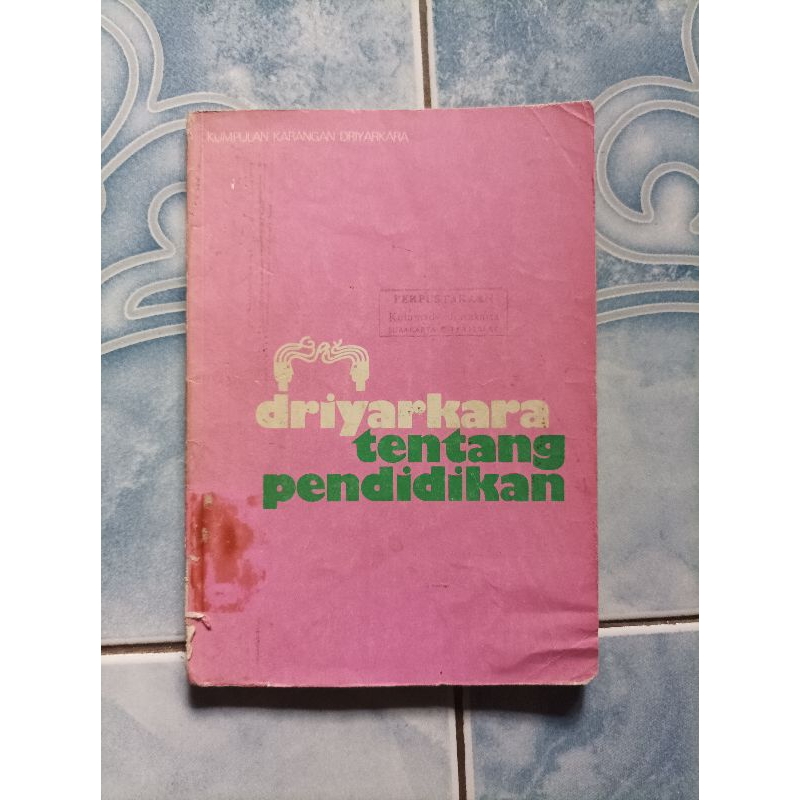 KUMPULAN KARANGAN DRIYARKARA
PERPUSTAKAAN
driyarkara
tentang
pendidikan